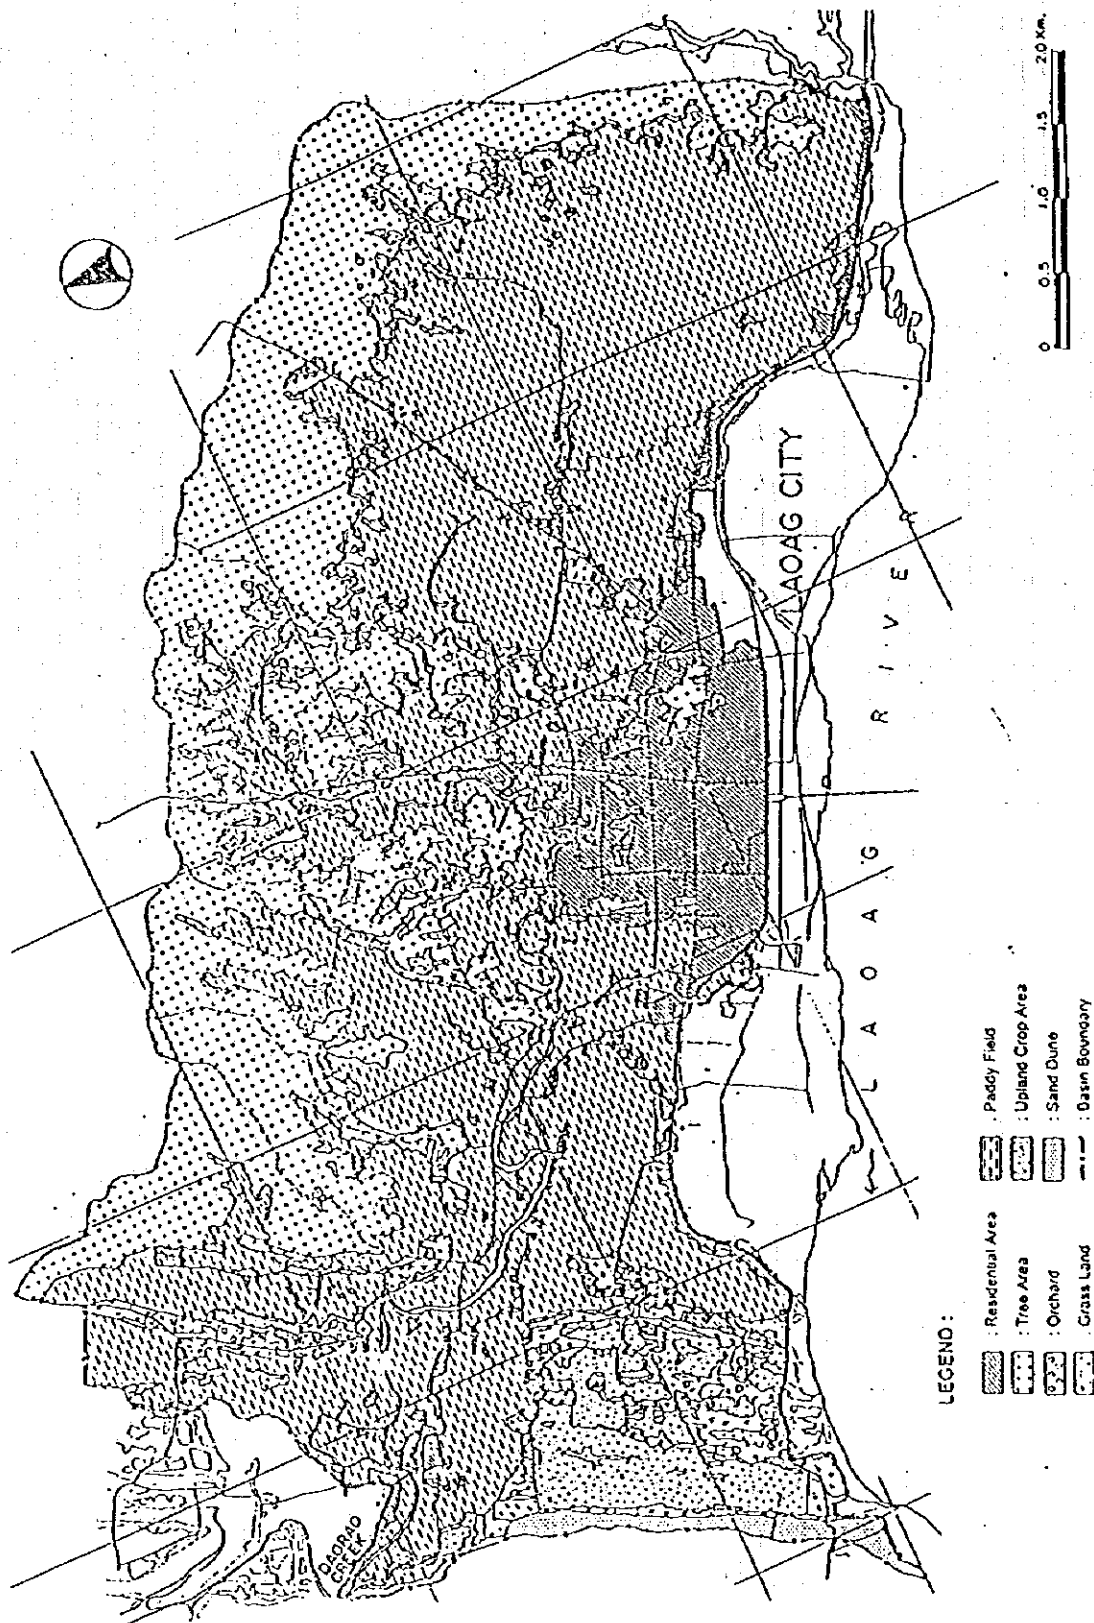 0 0.5 1.0 1.5 2.0 Km.
LAOAG CITY
LAOAG RIVER
DAORAO
CREEK
LEGEND :
: Residential Area
: Tree Area
: Orchard
: Grass Land
: Paddy Field
: Upland Crop Area
: Sand Dune
: Basin Boundary